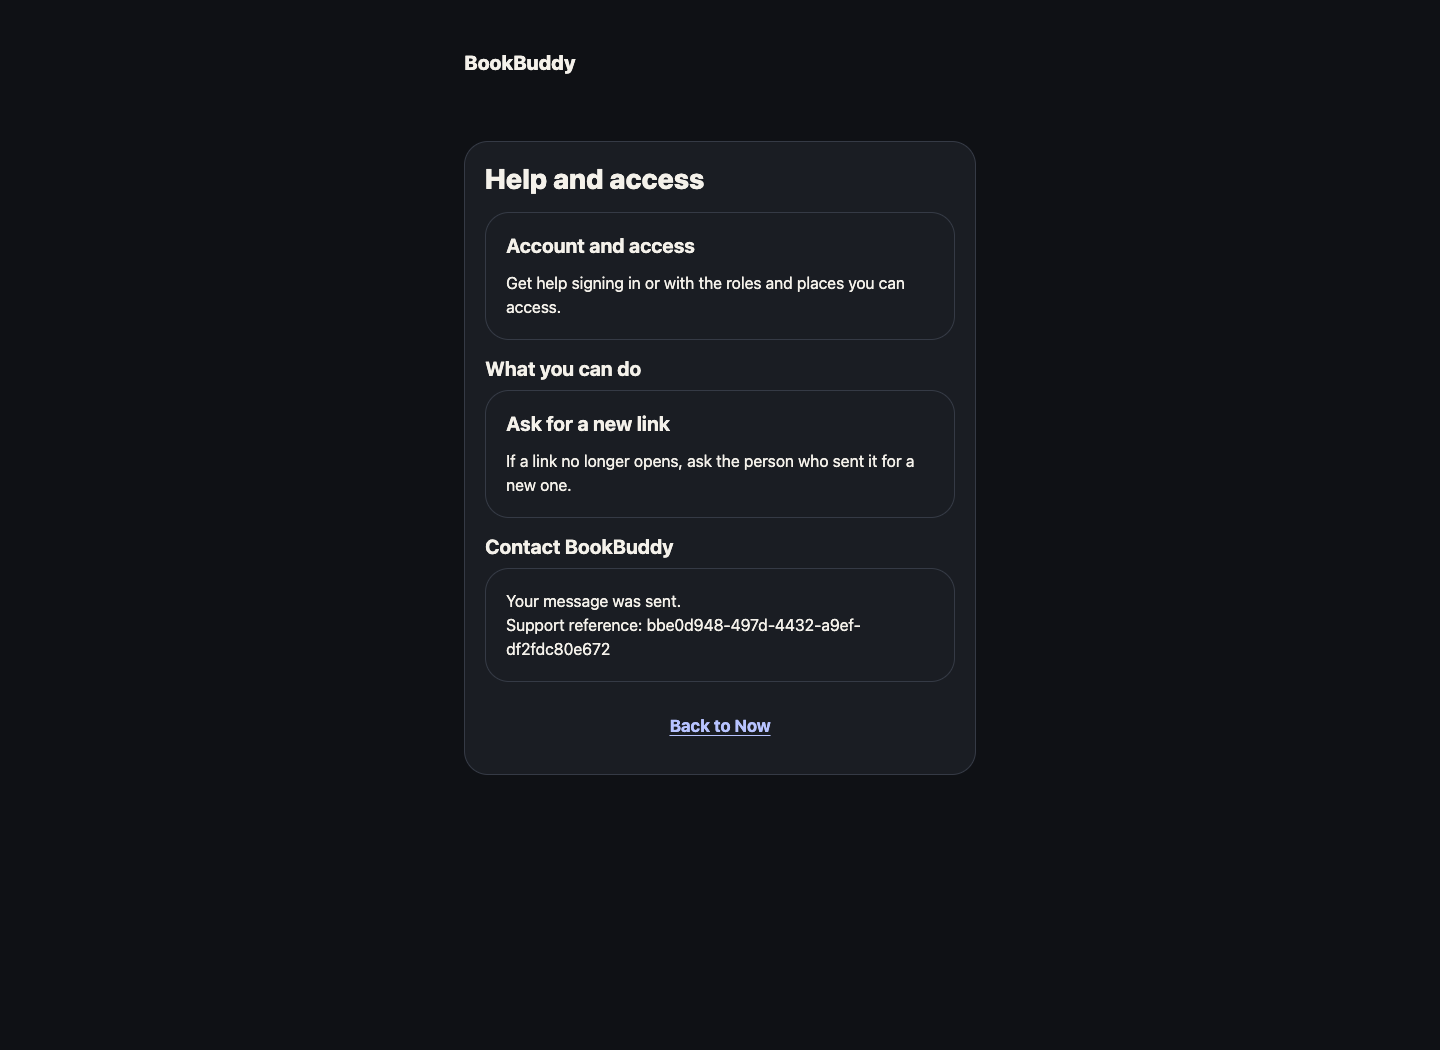 BookBuddy
Help and access
Account and access
Get help signing in or with the roles and places you can
access.
What you can do
Ask for a new link
If a link no longer opens, ask the person who sent it for a
new one.
Contact BookBuddy
Your message was sent.
Support reference: bbe0d948-497d-4432-a9ef-
df2fdc80e672
Back to Now